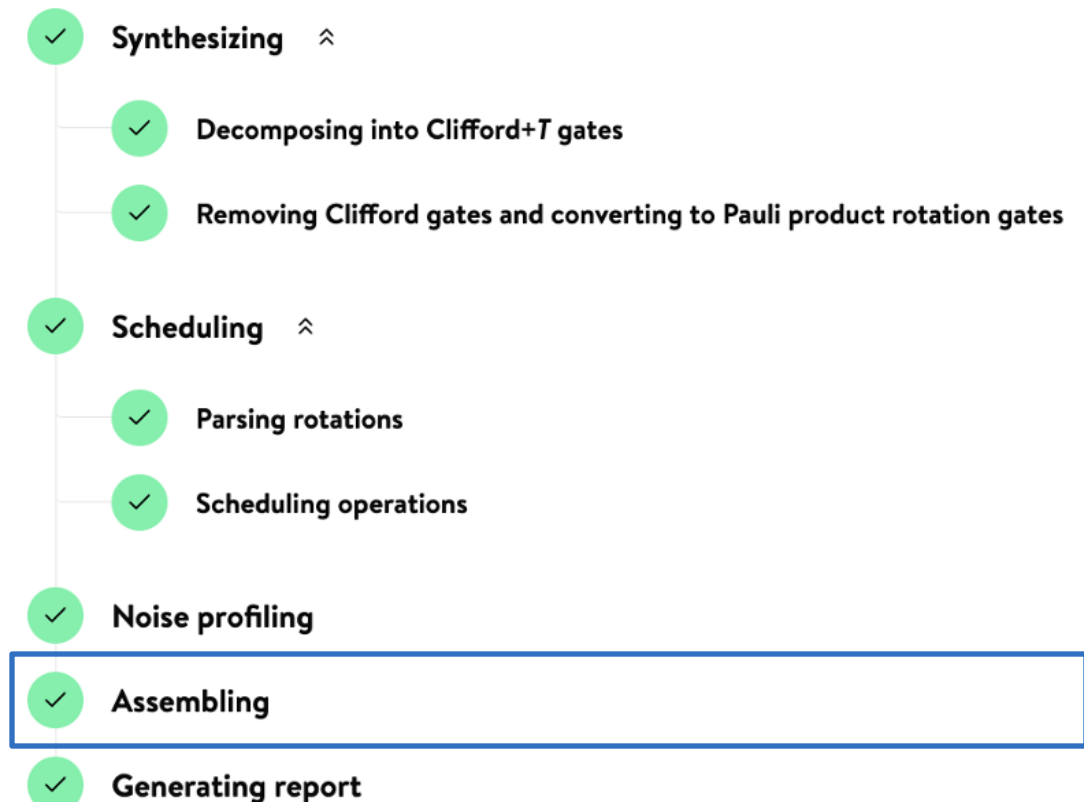 Synthesizing
Decomposing into Clifford+T gates
Removing Clifford gates and converting to Pauli product rotation gates
Scheduling
Parsing rotations
Scheduling operations
Noise profiling
Assembling
Generating report